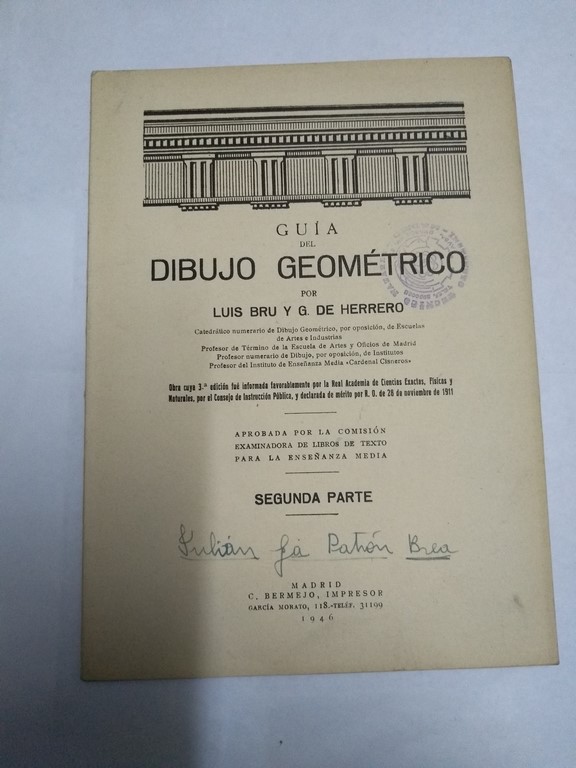 GUÍA
DEL
DIBUJO GEOMÉTRICO
POR
LUIS BRU Y G. DE HERRERO
Catedrático numerario de Dibujo Geométrico, por oposición, de Escuelas
de Artes e Industrias
Profesor de Término de la Escuela de Artes y Oficios de Madrid
Profesor numerario de Dibujo, por oposición, de Institutos
Profesor del Instituto de Enseñanza Media «Cardenal Cisneros»
Obra cuya 3.ª edición fué informada favorablemente por la Real Academia de Ciencias Exactas, Físicas y
Naturales, por el Consejo de Instrucción Pública, y declarada de mérito por R. O. de 26 de noviembre de 1911
APROBADA POR LA COMISIÓN
EXAMINADORA DE LIBROS DE TEXTO
PARA LA ENSEÑANZA MEDIA
SEGUNDA PARTE
Julián Patión Brea
MADRID
C. BERMEJO, IMPRESOR
GARCÍA MORATO, 118.-TELÉF. 31199
1946